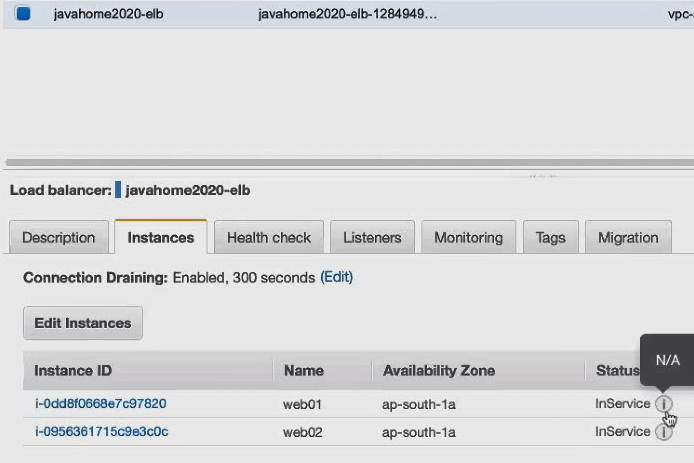 javahome2020-elb javahome2020-elb-1284949... vpc-
Load balancer: javahome2020-elb
Description Instances Health check Listeners Monitoring Tags Migration
Connection Draining: Enabled, 300 seconds (Edit)
Edit Instances
N/A
Instance ID Name Availability Zone Status
i-0dd8f0668e7c97820 web01 ap-south-1a InService i
i-0956361715c9e3c0c web02 ap-south-1a InService i